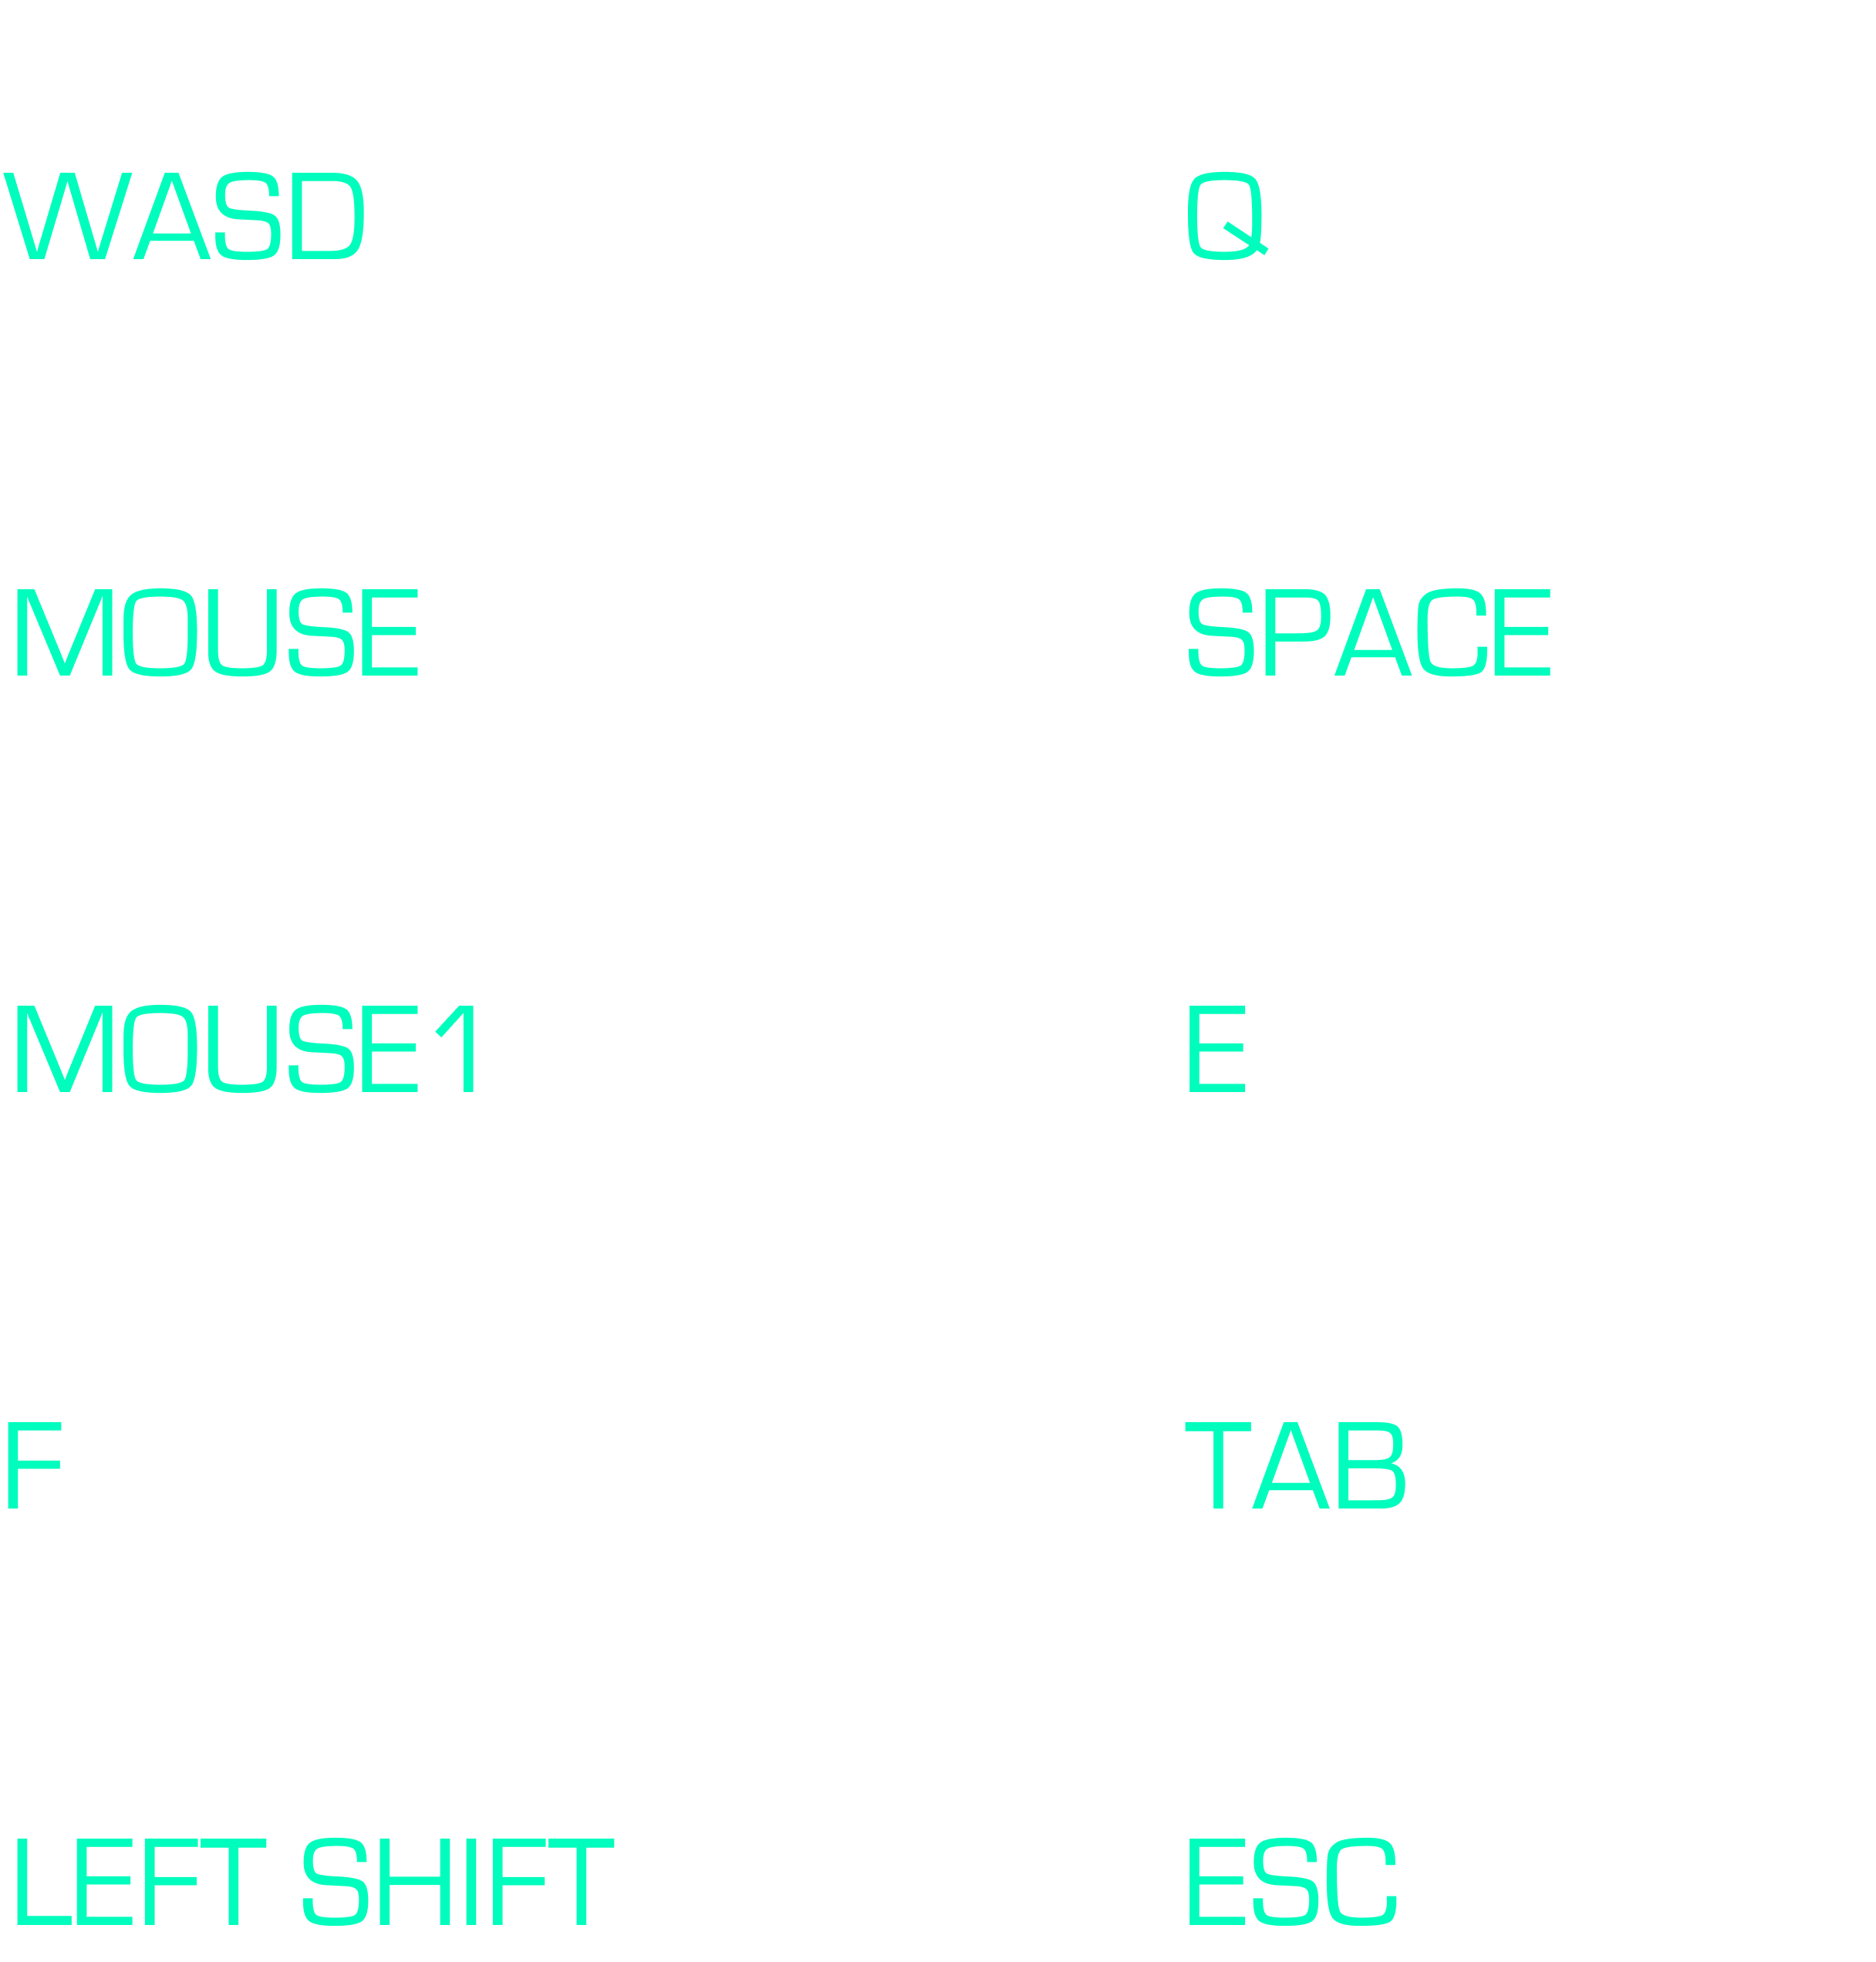 WASD
Q
MOUSE
SPACE
MOUSE1
E
F
TAB
LEFT SHIFT
ESC